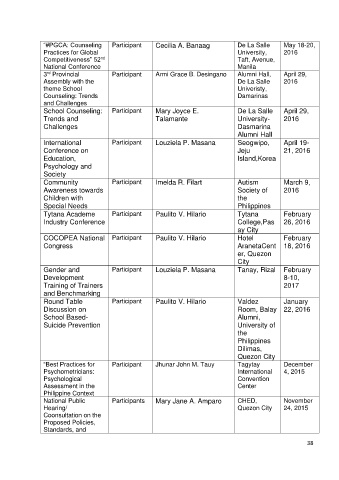 "#PGCA: Counseling Practices for Global Competitiveness" 52nd National Conference | Participant | Cecilia A. Banaag | De La Salle University, Taft, Avenue, Manila | May 18-20, 2016
3rd Provincial Assembly with the theme School Counseling: Trends and Challenges | Participant | Armi Grace B. Desingano | Alumni Hall, De La Salle Univeristy Damarinas | April 29, 2016
School Counseling: Trends and Challenges | Participant | Mary Joyce E. Talamante | De La Salle University-Dasmarina Alumni Hall | April 29, 2016
International Conference on Education, Psychology and Society | Participant | Louziela P. Masana | Seogwipo, Jeju Island,Korea | April 19-21, 2016
Community Awareness towards Children with Special Needs | Participant | Imelda R. Filart | Autism Society of the Philippines | March 9, 2016
Tytana Academe Industry Conference | Participant | Paulito V. Hilario | Tytana College,Pasay City | February 26, 2016
COCOPEA National Congress | Participant | Paulito V. Hilario | Hotel AranetaCenter, Quezon City | February 18, 2016
Gender and Development Training of Trainers and Benchmarking | Participant | Louziela P. Masana | Tanay, Rizal | February 8-10, 2017
Round Table Discussion on School Based-Suicide Prevention | Participant | Paulito V. Hilario | Valdez Room, Balay Alumni, University of the Philippines Dilimas, Quezon City | January 22, 2016
"Best Practices for Psychometricians: Psychological Assessment in the Philippine Context | Participant | Jhunar John M. Tauy | Tagytay International Convention Center | December 4, 2015
National Public Hearing/ Coonsultation on the Proposed Policies, Standards, and | Participants | Mary Jane A. Amparo | CHED, Quezon City | November 24, 2015
38